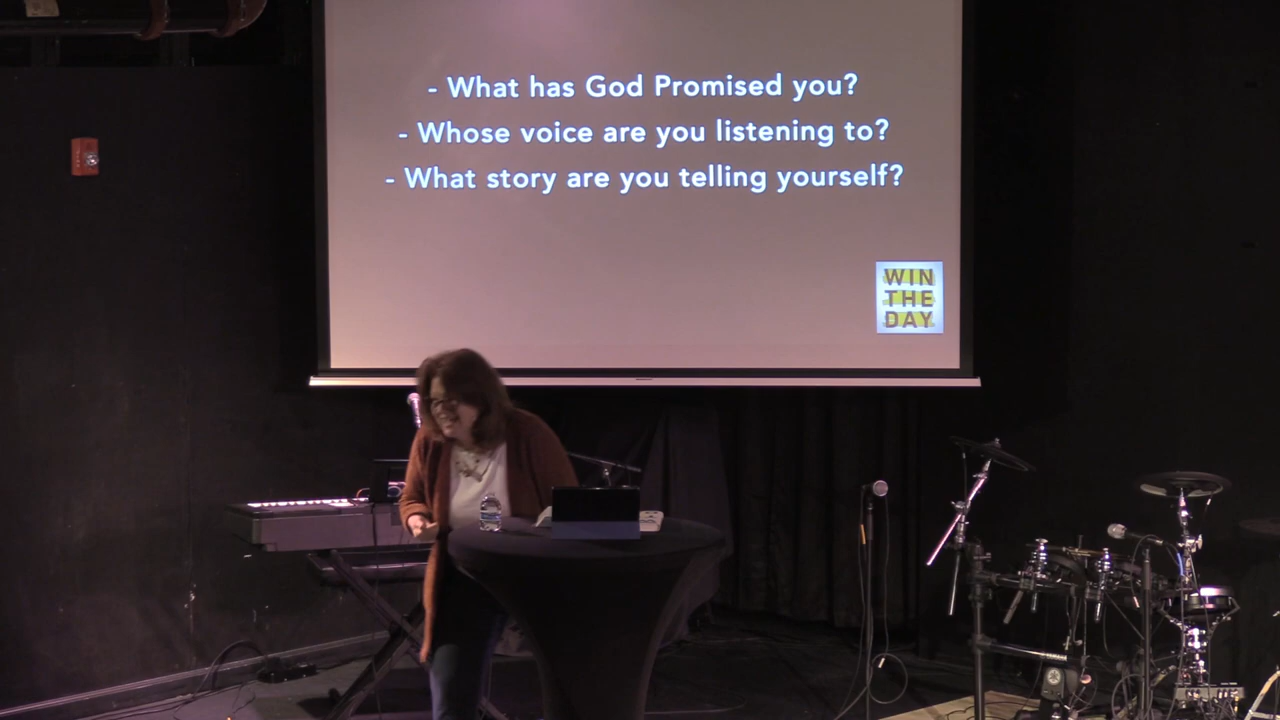 - What has God Promised you?
- Whose voice are you listening to?
- What story are you telling yourself?
WIN
THE
DAY